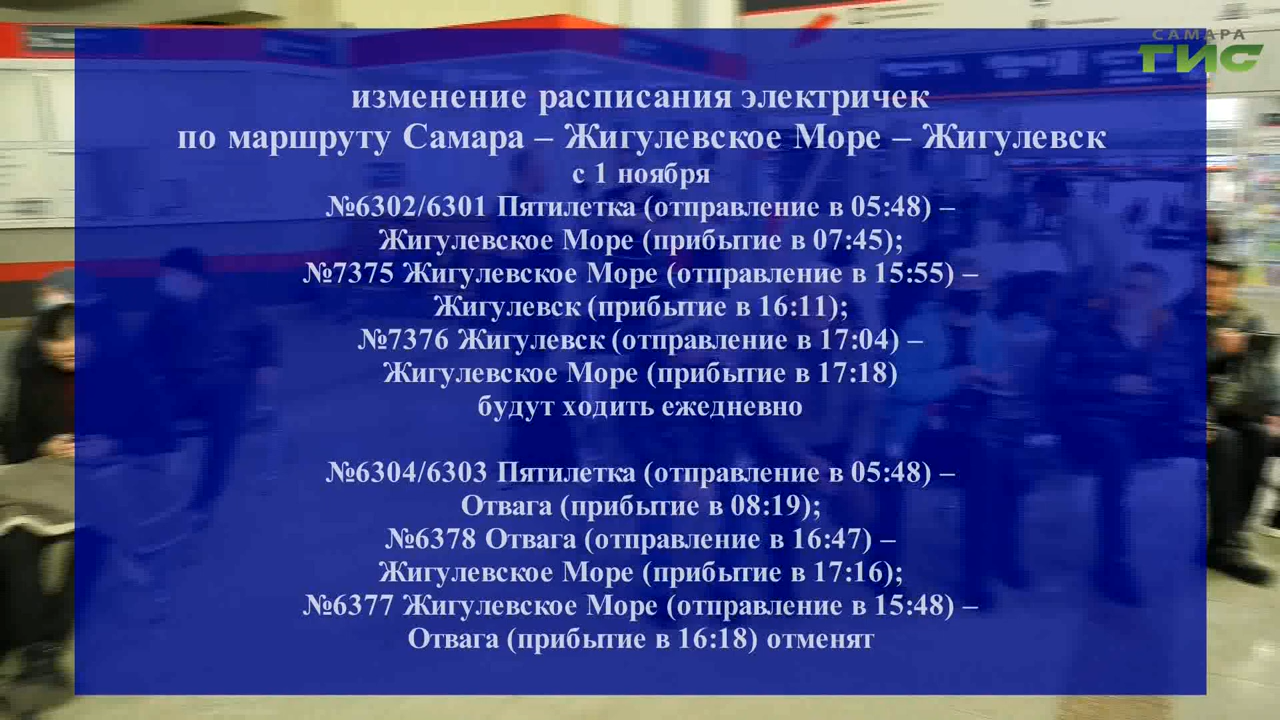 САМАРА
ГИС
изменение расписания электричек
по маршруту Самара – Жигулевское Море – Жигулевск
с 1 ноября
№6302/6301 Пятилетка (отправление в 05:48) –
Жигулевское Море (прибытие в 07:45);
№7375 Жигулевское Море (отправление в 15:55) –
Жигулевск (прибытие в 16:11);
№7376 Жигулевск (отправление в 17:04) –
Жигулевское Море (прибытие в 17:18)
будут ходить ежедневно
№6304/6303 Пятилетка (отправление в 05:48) –
Отвага (прибытие в 08:19);
№6378 Отвага (отправление в 16:47) –
Жигулевское Море (прибытие в 17:16);
№6377 Жигулевское Море (отправление в 15:48) –
Отвага (прибытие в 16:18) отменят